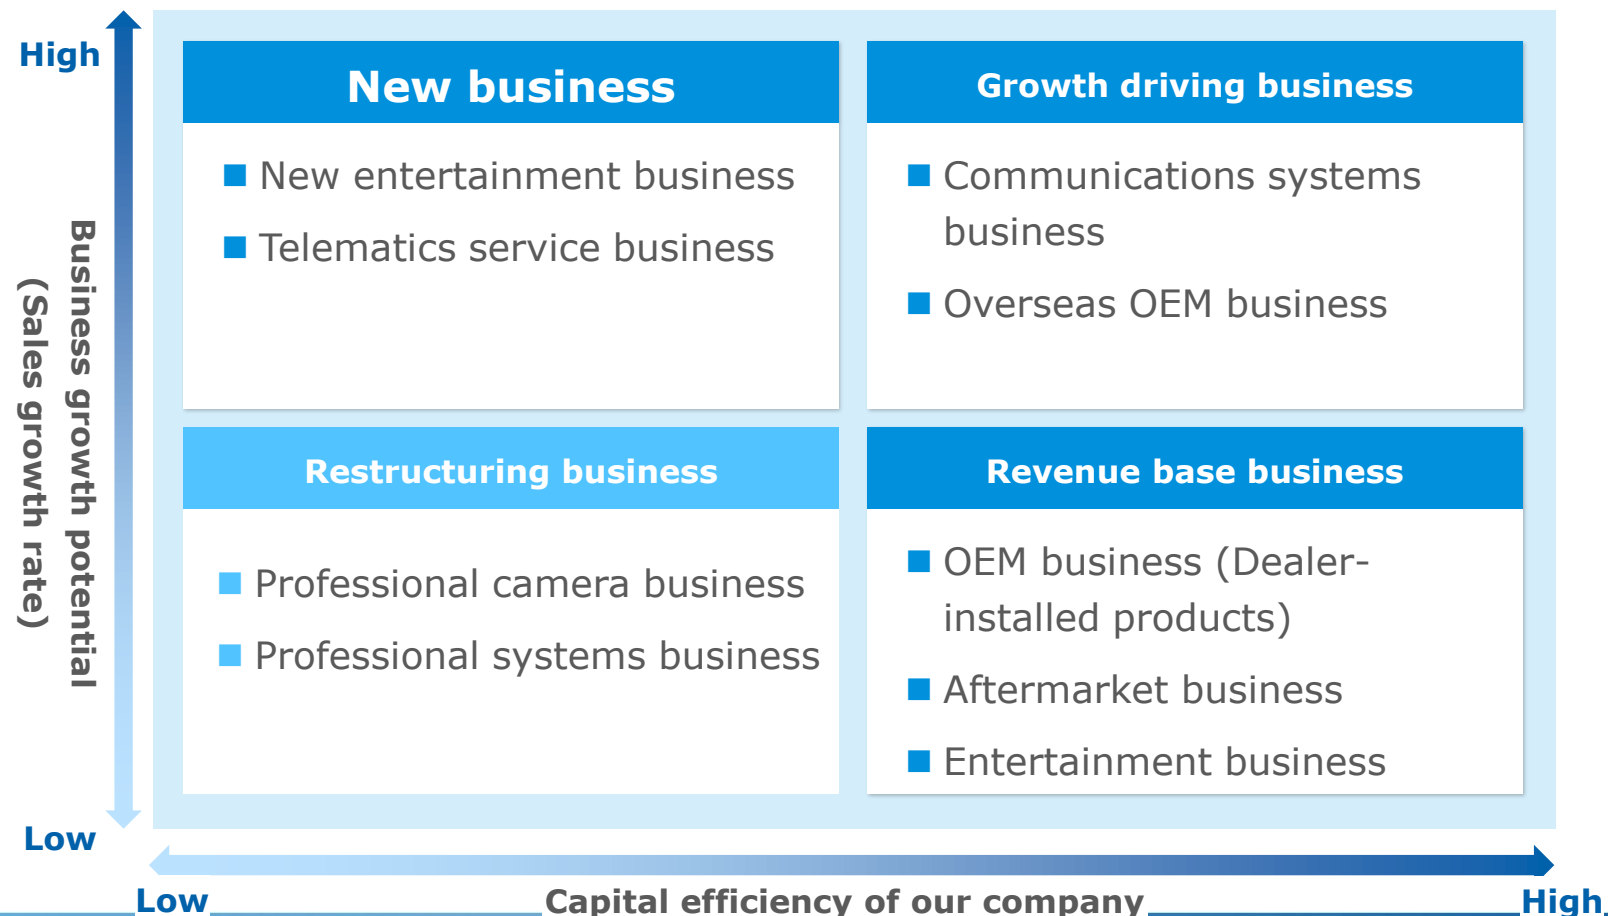 High
Business growth potential
(Sales growth rate)
Low
New business
New entertainment business
Telematics service business
Growth driving business
Communications systems
business
Overseas OEM business
Restructuring business
Professional camera business
Professional systems business
Revenue base business
OEM business (Dealer-
installed products)
Aftermarket business
Entertainment business
Low
Capital efficiency of our company
High